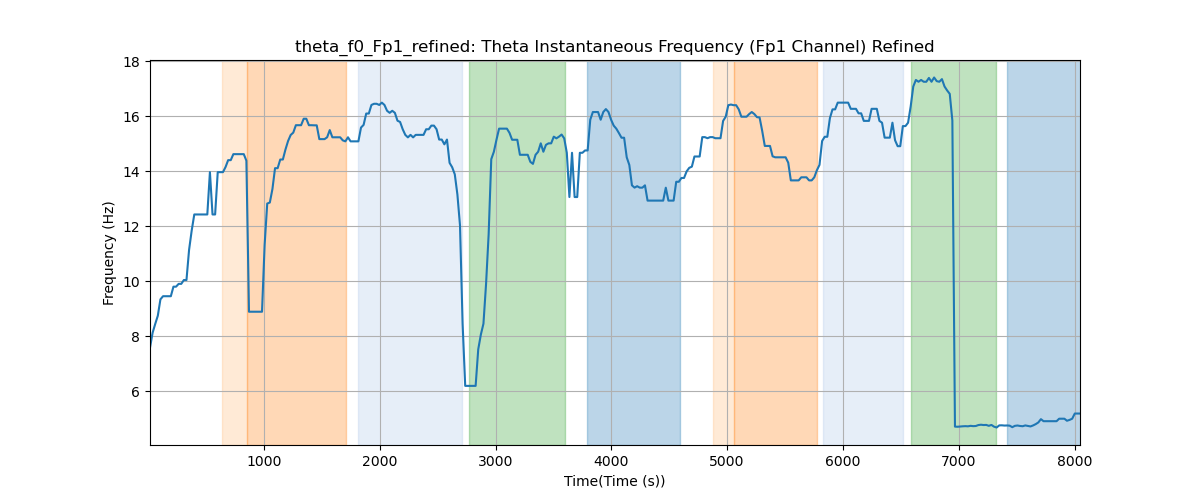 theta_f0_Fp1_refined: Theta Instantaneous Frequency (Fp1 Channel) Refined
Frequency (Hz)
18
16
14
12
10
8
6
1000 2000 3000 4000 5000 6000 7000 8000
Time(Time (s))